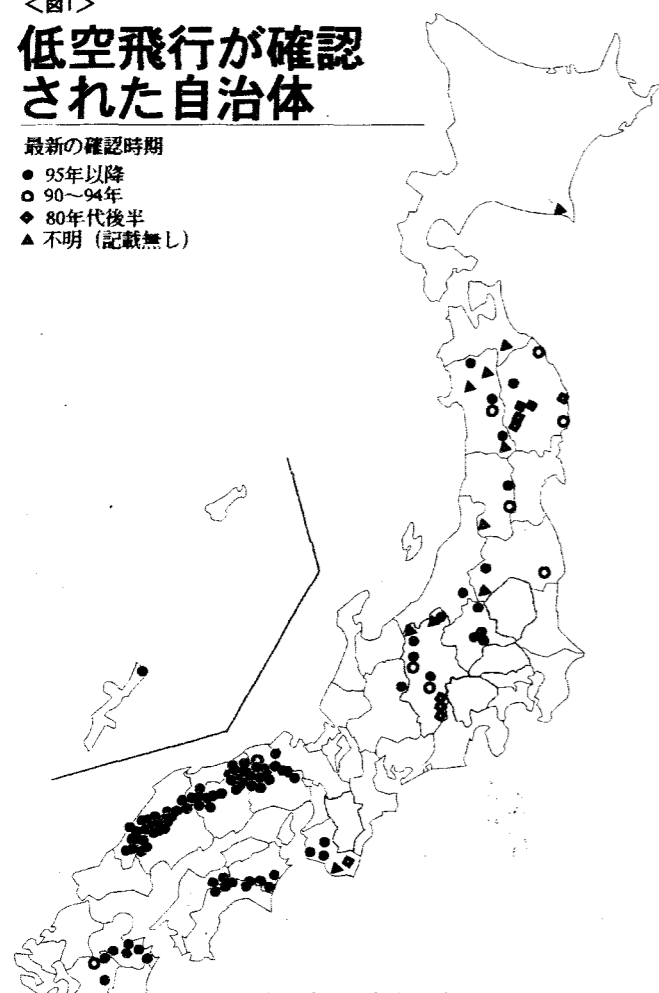 <図1>
低空飛行が確認
された自治体
最新の確認時期
● 95年以降
○ 90～94年
◆ 80年代後半
▲ 不明（記載無し）